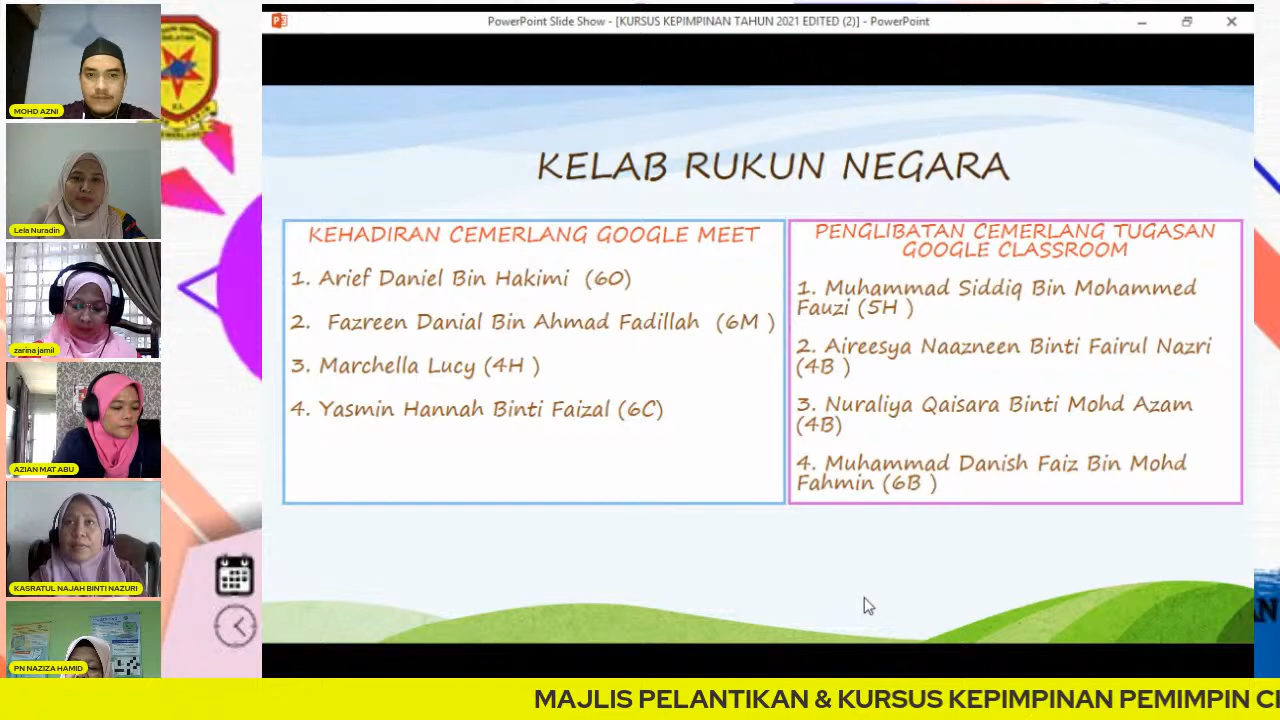 PowerPoint Slide Show - [KURSUS KEPIMPINAN TAHUN 2021 EDITED (2)] - PowerPoint
MOHD AZNI
Lela Nuradin
zarina jamil
AZIAN MAT ABU
KASRATUL NAJAH BINTI NAZURI
PN NAZIZA HAMID
KELAB RUKUN NEGARA
KEHADIRAN CEMERLANG GOOGLE MEET
1. Arief Daniel Bin Hakimi (6O)
2. Fazreen Danial Bin Ahmad Fadillah (6M )
3. Marchella Lucy (4H )
4. Yasmin Hannah Binti Faizal (6C)
PENGLIBATAN CEMERLANG TUGASAN
GOOGLE CLASSROOM
1. Muhammad Siddiq Bin Mohammed
Fauzi (5H )
2. Aireesya Naazneen Binti Fairul Nazri
(4B )
3. Nuraliya Qaisara Binti Mohd Azam
(4B)
4. Muhammad Danish Faiz Bin Mohd
Fahmin (6B )
MAJLIS PELANTIKAN & KURSUS KEPIMPINAN PEMIMPIN